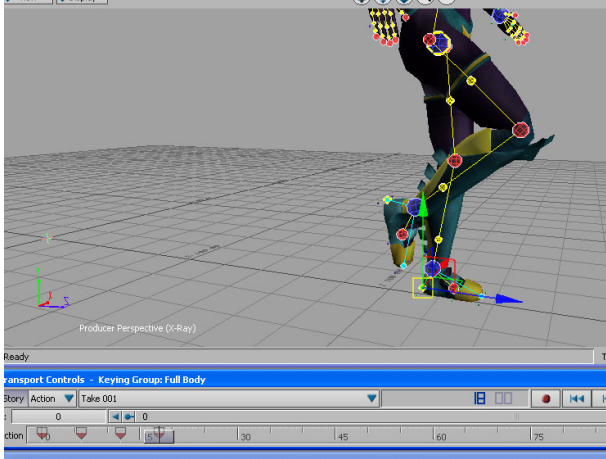 Producer Perspective (X-Ray)
Ready
Transport Controls - Keying Group: Full Body
Story Action Take 001
0 0
30 45 60 75